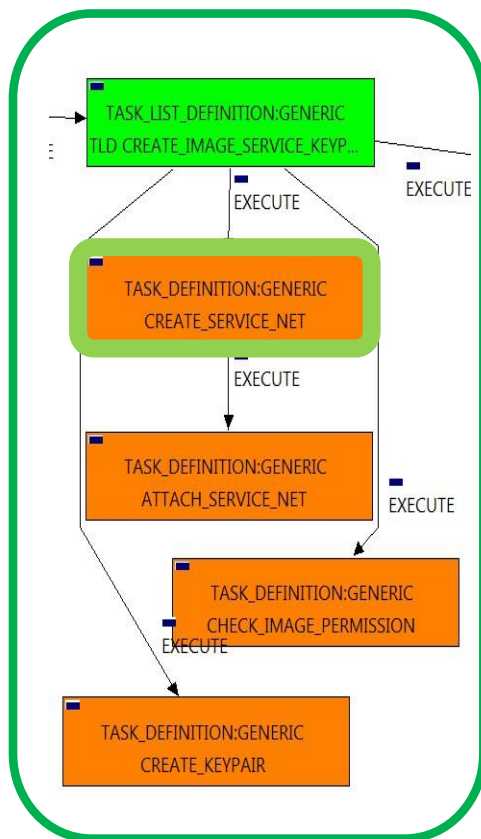 TASK_LIST_DEFINITION:GENERIC
TLD CREATE_IMAGE_SERVICE_KEYP...
E
EXECUTE
EXECUTE
TASK_DEFINITION:GENERIC
CREATE_SERVICE_NET
EXECUTE
TASK_DEFINITION:GENERIC
ATTACH_SERVICE_NET
EXECUTE
TASK_DEFINITION:GENERIC
CHECK_IMAGE_PERMISSION
EXECUTE
TASK_DEFINITION:GENERIC
CREATE_KEYPAIR